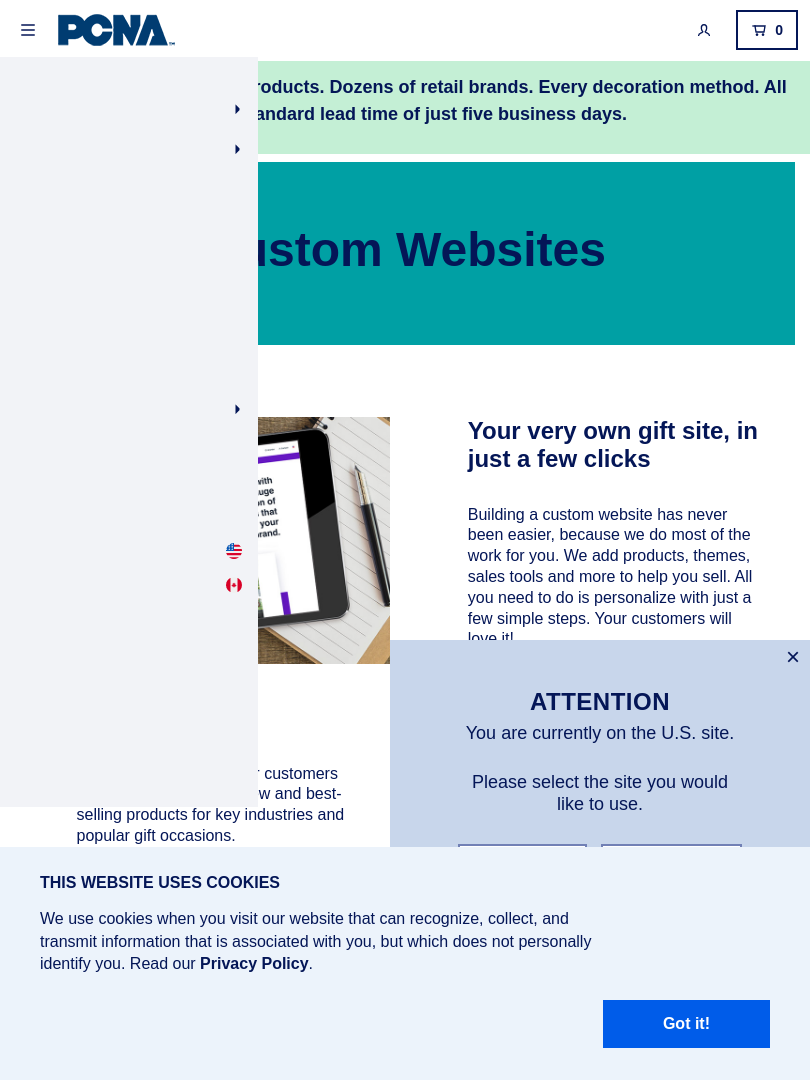 PCNA™
0
roducts. Dozens of retail brands. Every decoration method. All
andard lead time of just five business days.
ustom Websites
with
uge
on of
s that
your
brand.
Your very own gift site, in
just a few clicks
Building a custom website has never
been easier, because we do most of the
work for you. We add products, themes,
sales tools and more to help you sell. All
you need to do is personalize with just a
few simple steps. Your customers will
love it!
ATTENTION
You are currently on the U.S. site.
Please select the site you would
like to use.
r customers
ew and best-
selling products for key industries and
popular gift occasions.
THIS WEBSITE USES COOKIES
We use cookies when you visit our website that can recognize, collect, and
transmit information that is associated with you, but which does not personally
identify you. Read our Privacy Policy.
Got it!